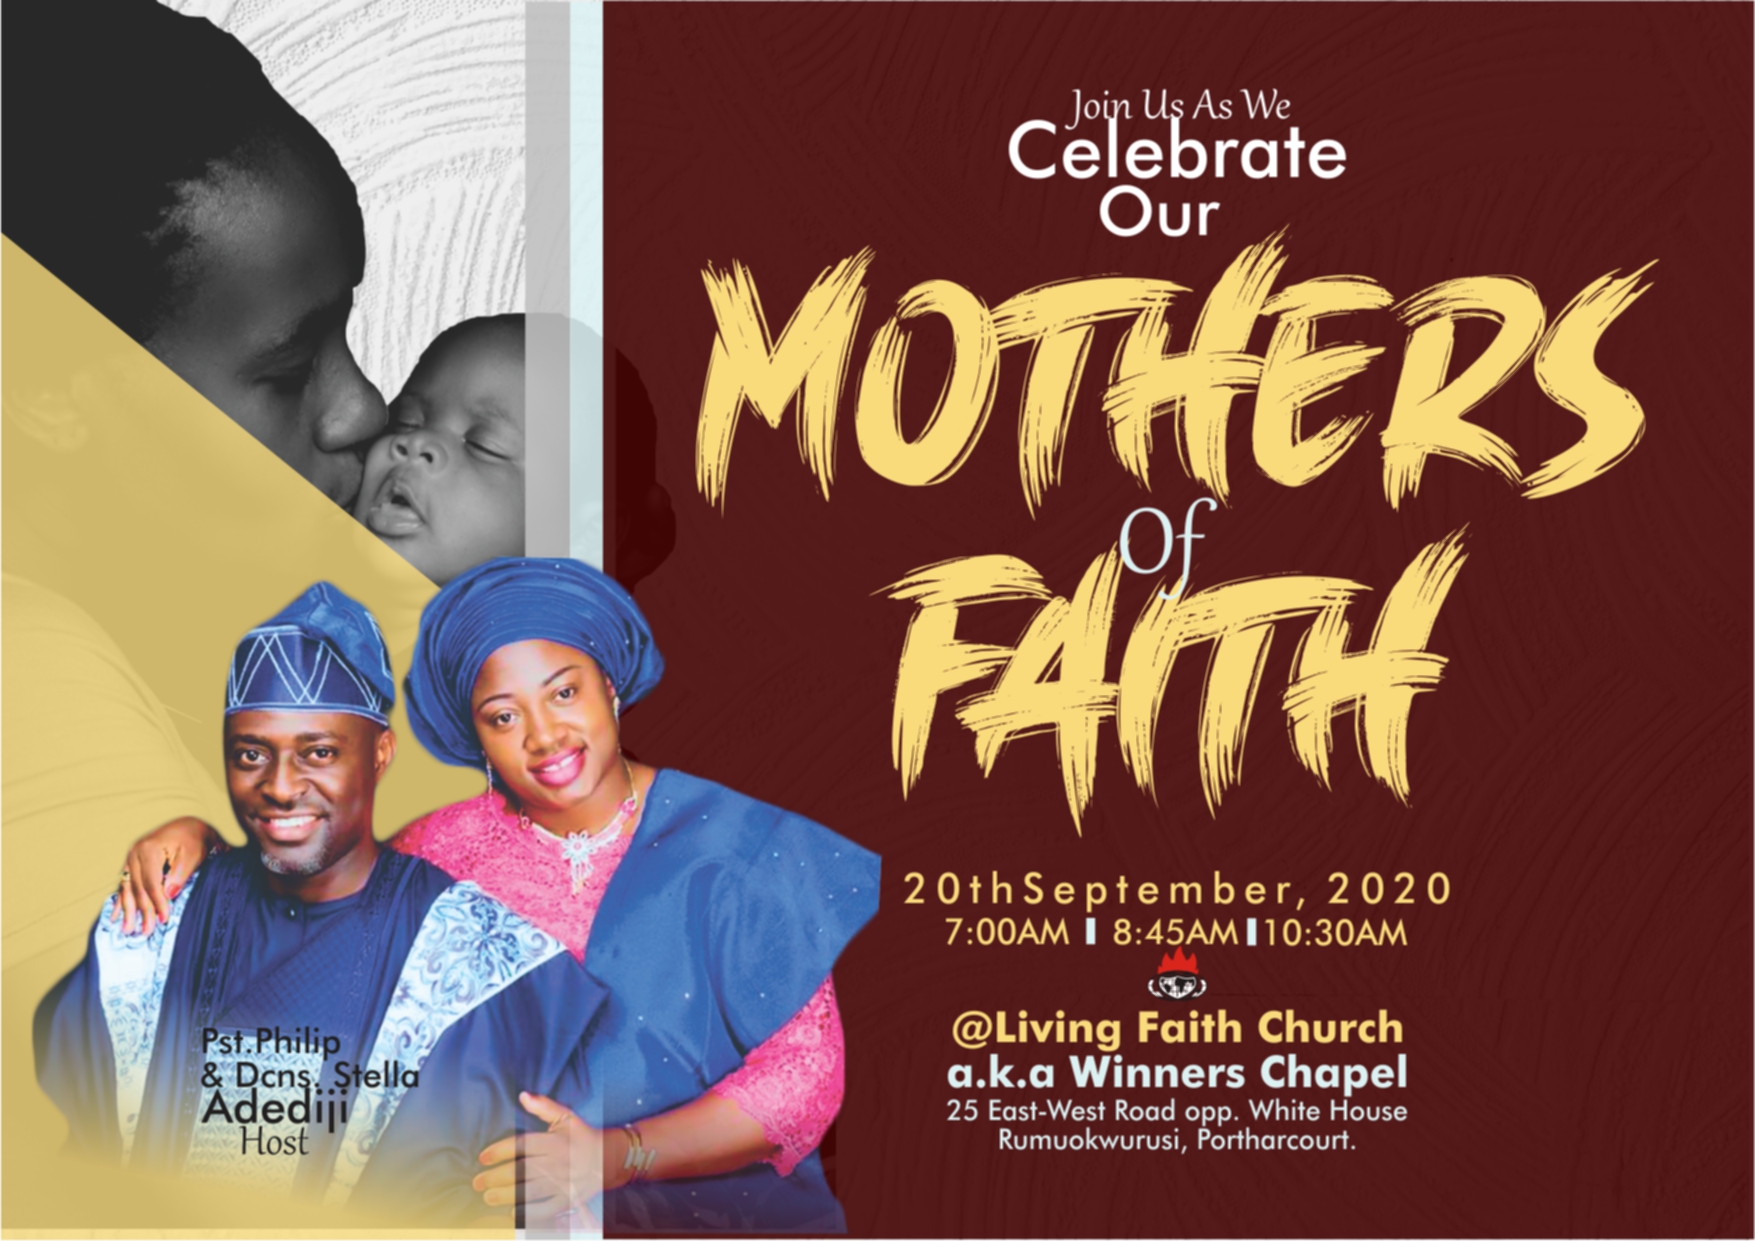 Join Us As We
Celebrate
Our
MOTHERS
Of
FAITH
20thSeptember, 2020
7:00AM I 8:45AM I 10:30AM
@Living Faith Church
a.k.a Winners Chapel
25 East-West Road opp. White House
Rumuokwurusi, Portharcourt.
Pst.Philip
& Dcns. Stella
Adediji
Host